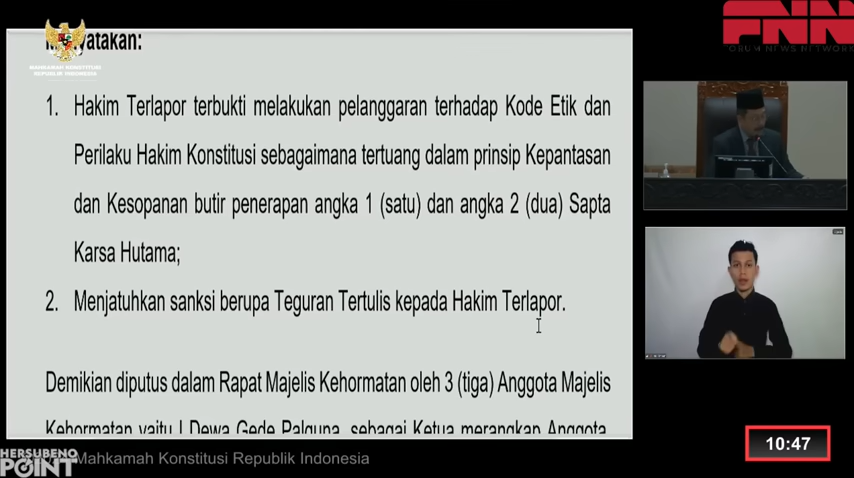 MAHKAMAH KONSTITUSI
REPUBLIK INDONESIA
FNN
FORUM NEWS NETWORK
1. Hakim Terlapor terbukti melakukan pelanggaran terhadap Kode Etik dan
Perilaku Hakim Konstitusi sebagaimana tertuang dalam prinsip Kepantasan
dan Kesopanan butir penerapan angka 1 (satu) dan angka 2 (dua) Sapta
Karsa Hutama;
2. Menjatuhkan sanksi berupa Teguran Tertulis kepada Hakim Terlapor.
Demikian diputus dalam Rapat Majelis Kehormatan oleh 3 (tiga) Anggota Majelis
Kehormatan yaitu I Dewa Gede Palguna, sebagai Ketua merangkap Anggota,
HERSUBENO
POINT
Mahkamah Konstitusi Republik Indonesia
10:47